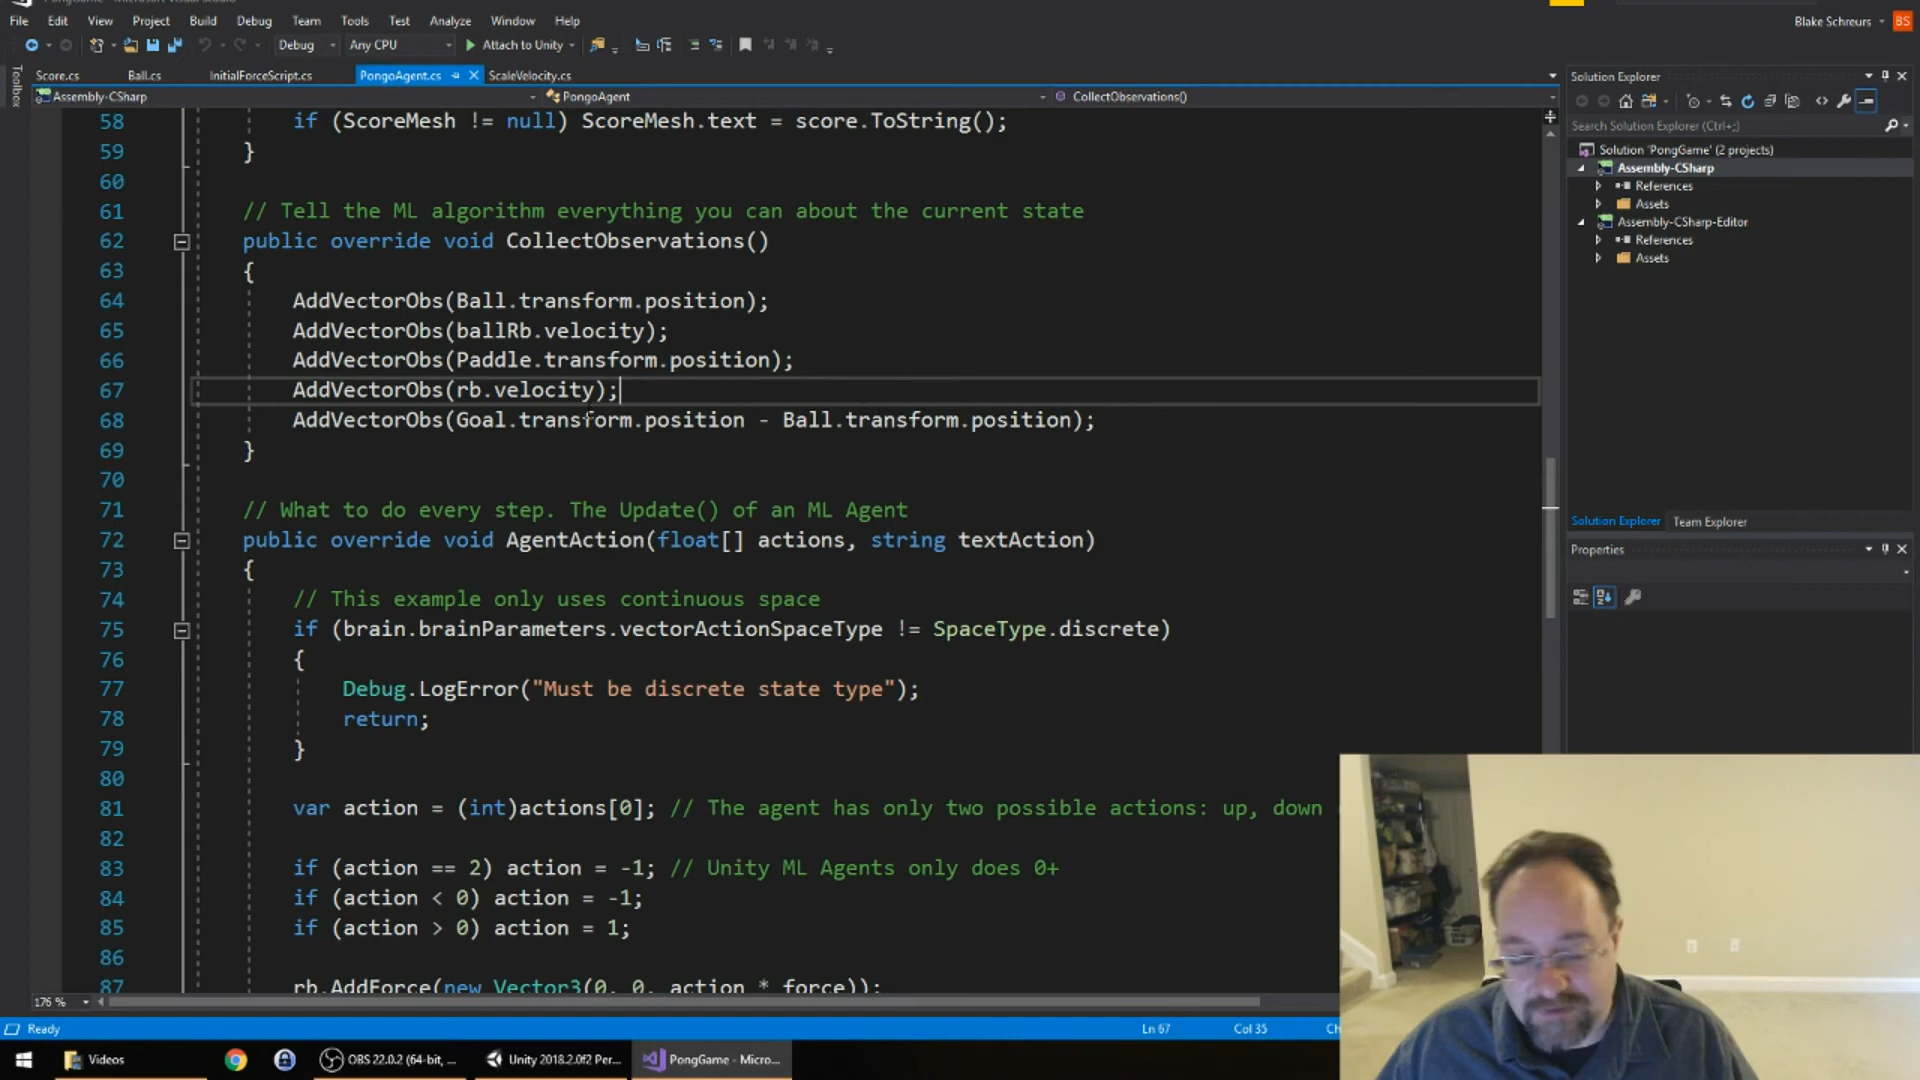 File Edit View Project Build Debug Team Tools Test Analyze Window Help
Blake Schreurs BS
Debug Any CPU Attach to Unity
Score.cs Ball.cs InitialForceScript.cs PongoAgent.cs ScaleVelocity.cs
Toolbox
Assembly-CSharp PongoAgent CollectObservations()
58 if (ScoreMesh != null) ScoreMesh.text = score.ToString();
59 }
60
61 // Tell the ML algorithm everything you can about the current state
62 public override void CollectObservations()
63 {
64 AddVectorObs(Ball.transform.position);
65 AddVectorObs(ballRb.velocity);
66 AddVectorObs(Paddle.transform.position);
67 AddVectorObs(rb.velocity);
68 AddVectorObs(Goal.transform.position - Ball.transform.position);
69 }
70
71 // What to do every step. The Update() of an ML Agent
72 public override void AgentAction(float[] actions, string textAction)
73 {
74 // This example only uses continuous space
75 if (brain.brainParameters.vectorActionSpaceType != SpaceType.discrete)
76 {
77 Debug.LogError("Must be discrete state type");
78 return;
79 }
80
81 var action = (int)actions[0]; // The agent has only two possible actions: up, down
82
83 if (action == 2) action = -1; // Unity ML Agents only does 0+
84 if (action < 0) action = -1;
85 if (action > 0) action = 1;
86
87 rb.AddForce(new Vector3(0, 0, action * force));
176 %
Solution Explorer
Search Solution Explorer (Ctrl+;)
Solution 'PongGame' (2 projects)
Assembly-CSharp
References
Assets
Assembly-CSharp-Editor
References
Assets
Solution Explorer Team Explorer
Properties
Ready Ln 67 Col 35
Videos OBS 22.0.2 (64-bit, ... Unity 2018.2.0f2 Per... PongGame - Micro...